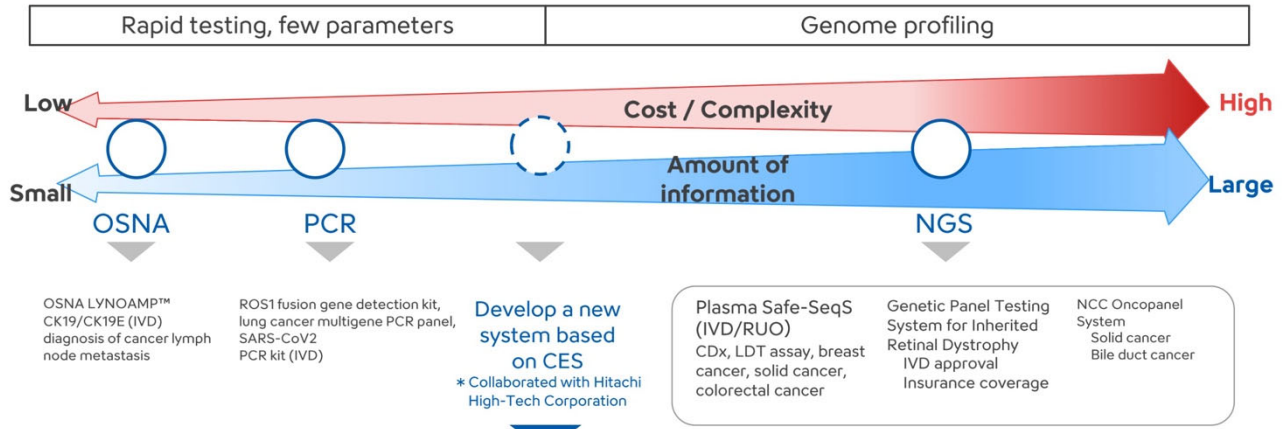 Rapid testing, few parameters
Genome profiling
Low
Cost / Complexity
High
Small
Amount of
information
Large
OSNA
PCR
NGS
OSNA LYNOAMP™
CK19/CK19E (IVD)
diagnosis of cancer lymph
node metastasis
ROS1 fusion gene detection kit,
lung cancer multigene PCR panel,
SARS-CoV2
PCR kit (IVD)
Develop a new
system based
on CES
* Collaborated with Hitachi
High-Tech Corporation
Plasma Safe-SeqS
(IVD/RUO)
CDx, LDT assay, breast
cancer, solid cancer,
colorectal cancer
Genetic Panel Testing
System for Inherited
Retinal Dystrophy
IVD approval
Insurance coverage
NCC Oncopanel
System
Solid cancer
Bile duct cancer